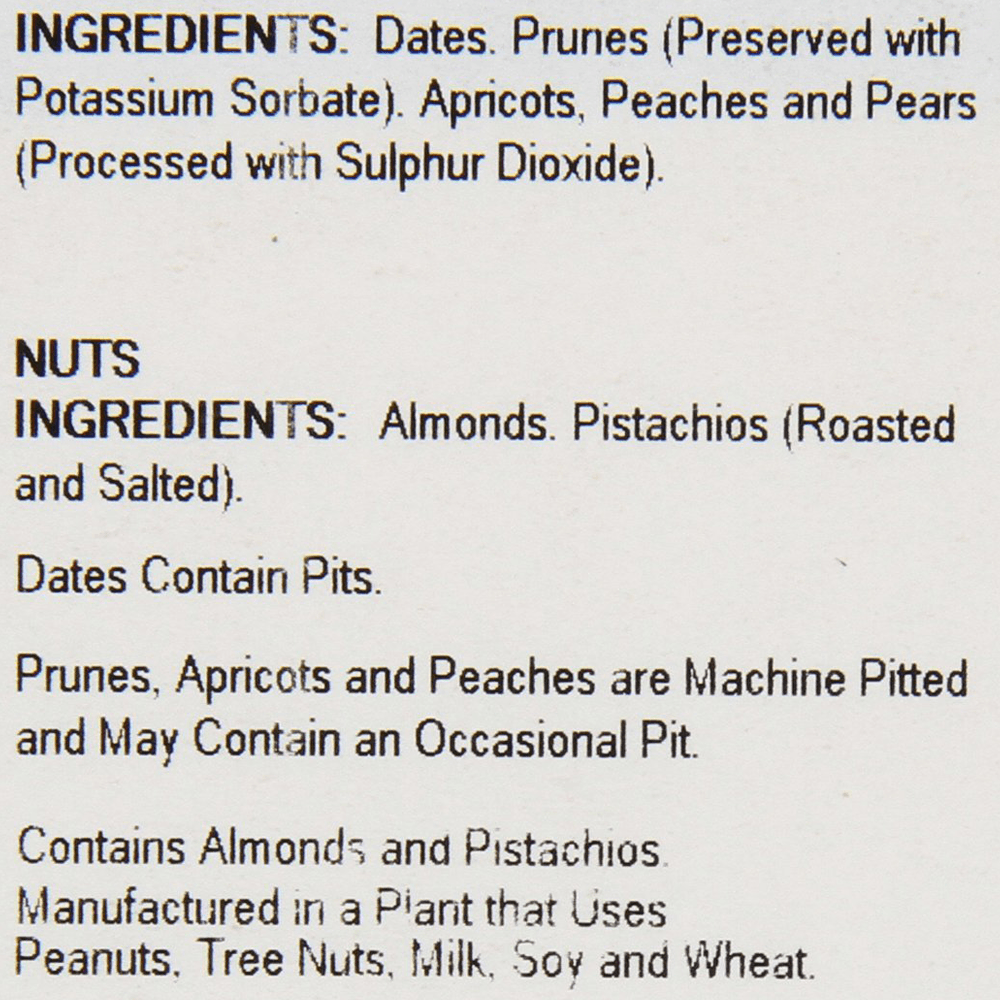 INGREDIENTS: Dates. Prunes (Preserved with
Potassium Sorbate). Apricots, Peaches and Pears
(Processed with Sulphur Dioxide).
NUTS
INGREDIENTS: Almonds. Pistachios (Roasted
and Salted).
Dates Contain Pits.
Prunes, Apricots and Peaches are Machine Pitted
and May Contain an Occasional Pit.
Contains Almonds and Pistachios.
Manufactured in a Plant that Uses
Peanuts, Tree Nuts, Milk, Soy and Wheat.